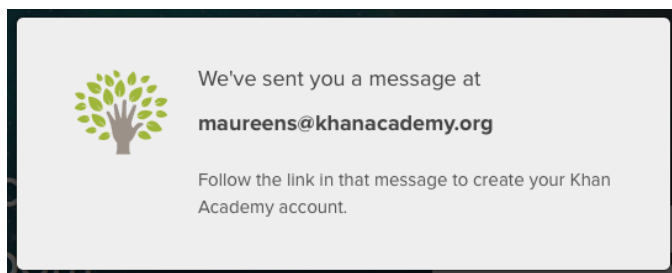 We've sent you a message at
maureens@khanacademy.org
Follow the link in that message to create your Khan
Academy account.